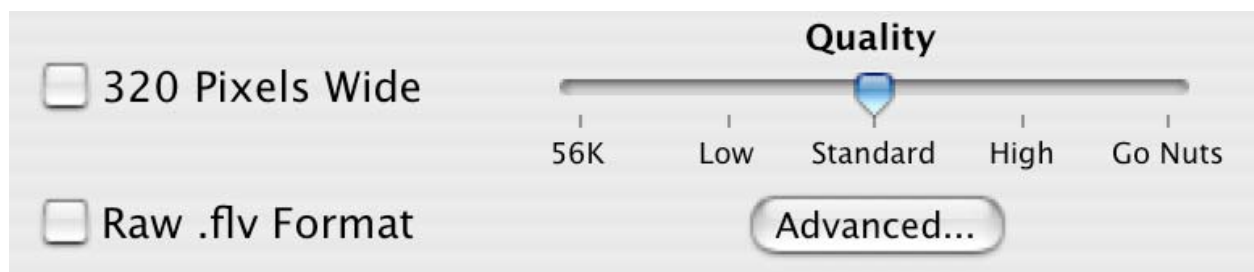 Quality
320 Pixels Wide
56K Low Standard High Go Nuts
Raw .flv Format
Advanced...